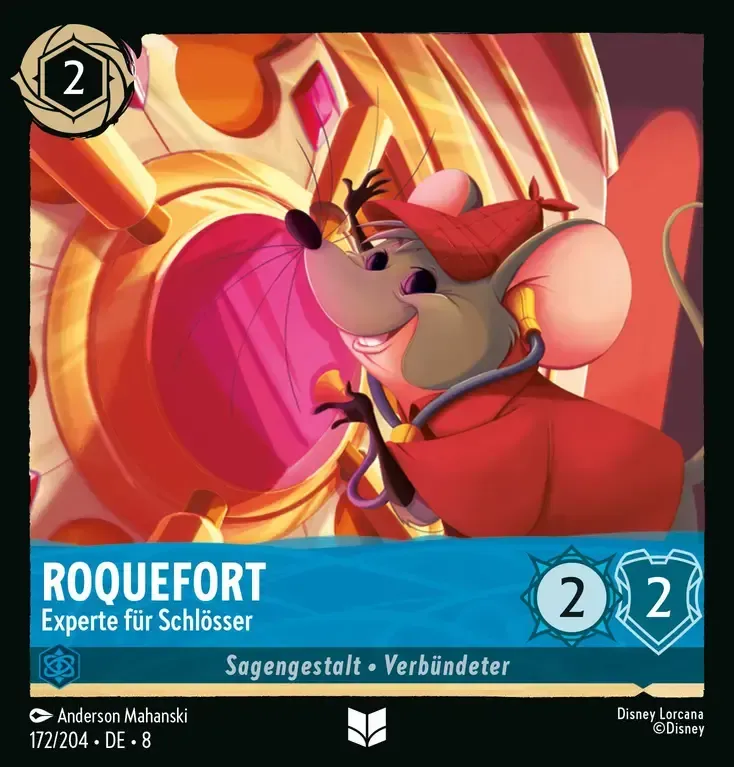 2
ROQUEFORT
Experte für Schlösser
2
2
Sagengestalt • Verbündeter
Anderson Mahanski
172/204 • DE • 8
Disney Lorcana
©Disney